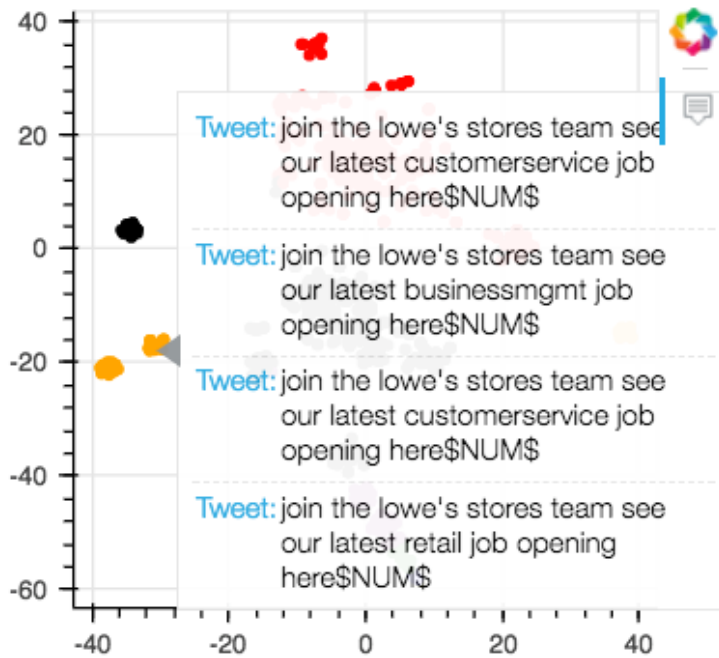 40
20
0
-20
-40
-60
Tweet: join the lowe's stores team see
our latest customerservice job
opening here$NUM$
Tweet: join the lowe's stores team see
our latest businessmgmt job
opening here$NUM$
Tweet: join the lowe's stores team see
our latest customerservice job
opening here$NUM$
Tweet: join the lowe's stores team see
our latest retail job opening
here$NUM$
-40 -20 0 20 40